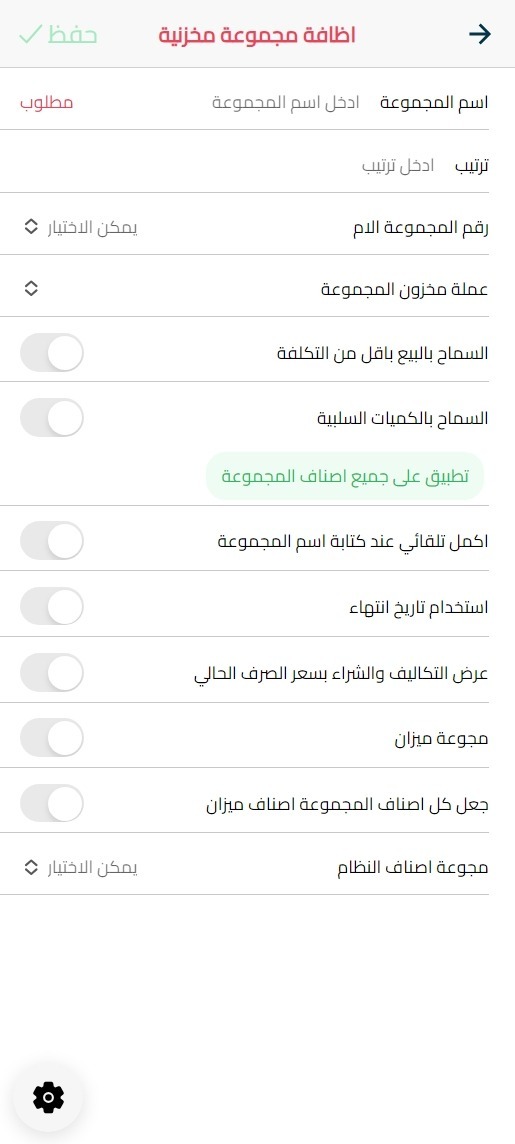 اظافة مجموعة مخزنية حفظ
اسم المجموعة ادخل اسم المجموعة مطلوب
ترتيب ادخل ترتيب
رقم المجموعة الام يمكن الاختيار
عملة مخزون المجموعة
السماح بالبيع باقل من التكلفة
السماح بالكميات السلبية
تطبيق على جميع اصناف المجموعة
اكمل تلقائي عند كتابة اسم المجموعة
استخدام تاريخ انتهاء
عرض التكاليف والشراء بسعر الصرف الحالي
مجوعة ميزان
جعل كل اصناف المجموعة اصناف ميزان
مجوعة اصناف النظام يمكن الاختيار